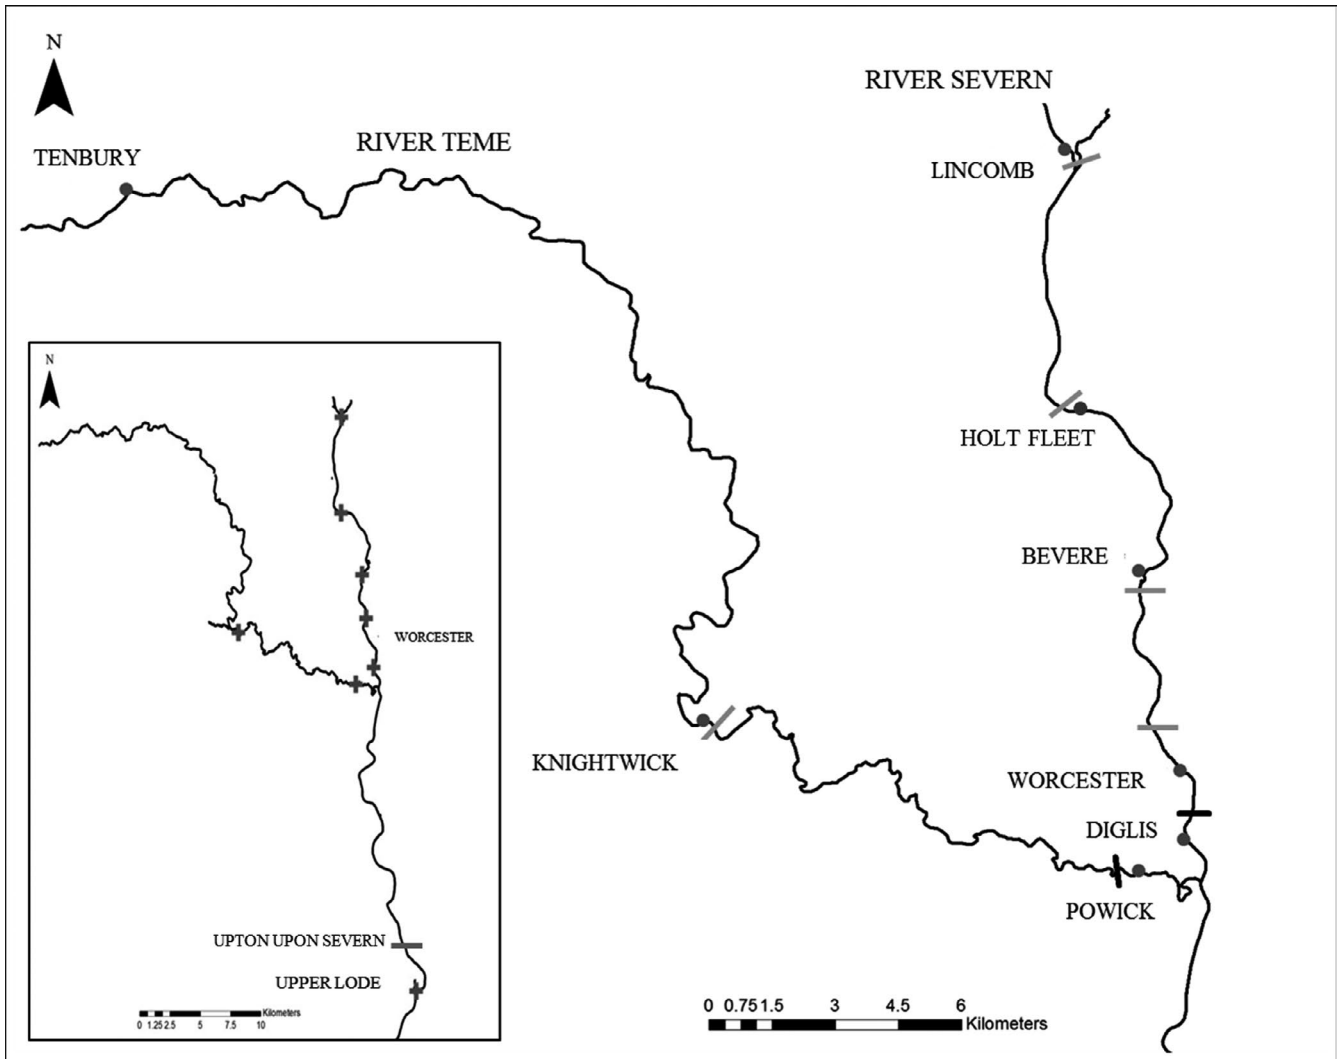 N
RIVER SEVERN
RIVER TEME
TENBURY
LINCOMB
N
HOLT FLEET
BEVERE
WORCESTER
KNIGHTWICK
WORCESTER
DIGLIS
POWICK
UPTON UPON SEVERN
UPPER LODE
0 1.25 2.5 5 7.5 10 Kilometers
0 0.75 1.5 3 4.5 6 Kilometers